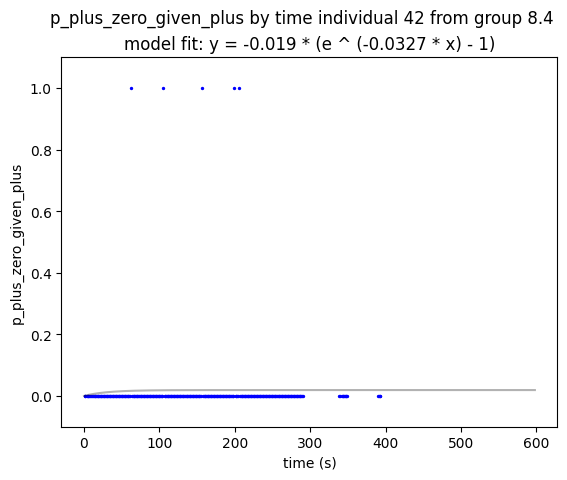 p_plus_zero_given_plus by time individual 42 from group 8.4
model fit: y = -0.019 * (e ^ (-0.0327 * x) - 1)
1.0
0.8
0.6
0.4
0.2
0.0
p_plus_zero_given_plus
0 100 200 300 400 500 600
time (s)